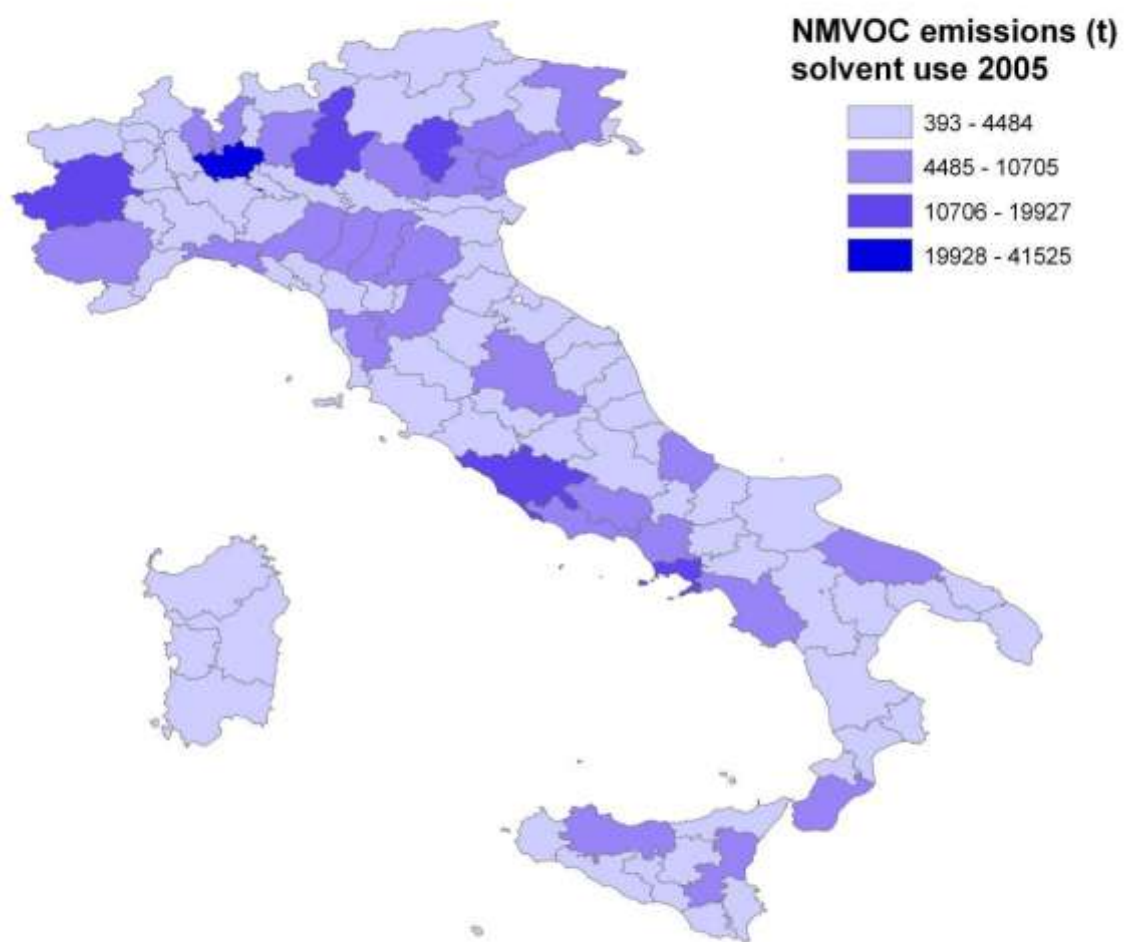 NMVOC emissions (t)
solvent use 2005
393 - 4484
4485 - 10705
10706 - 19927
19928 - 41525